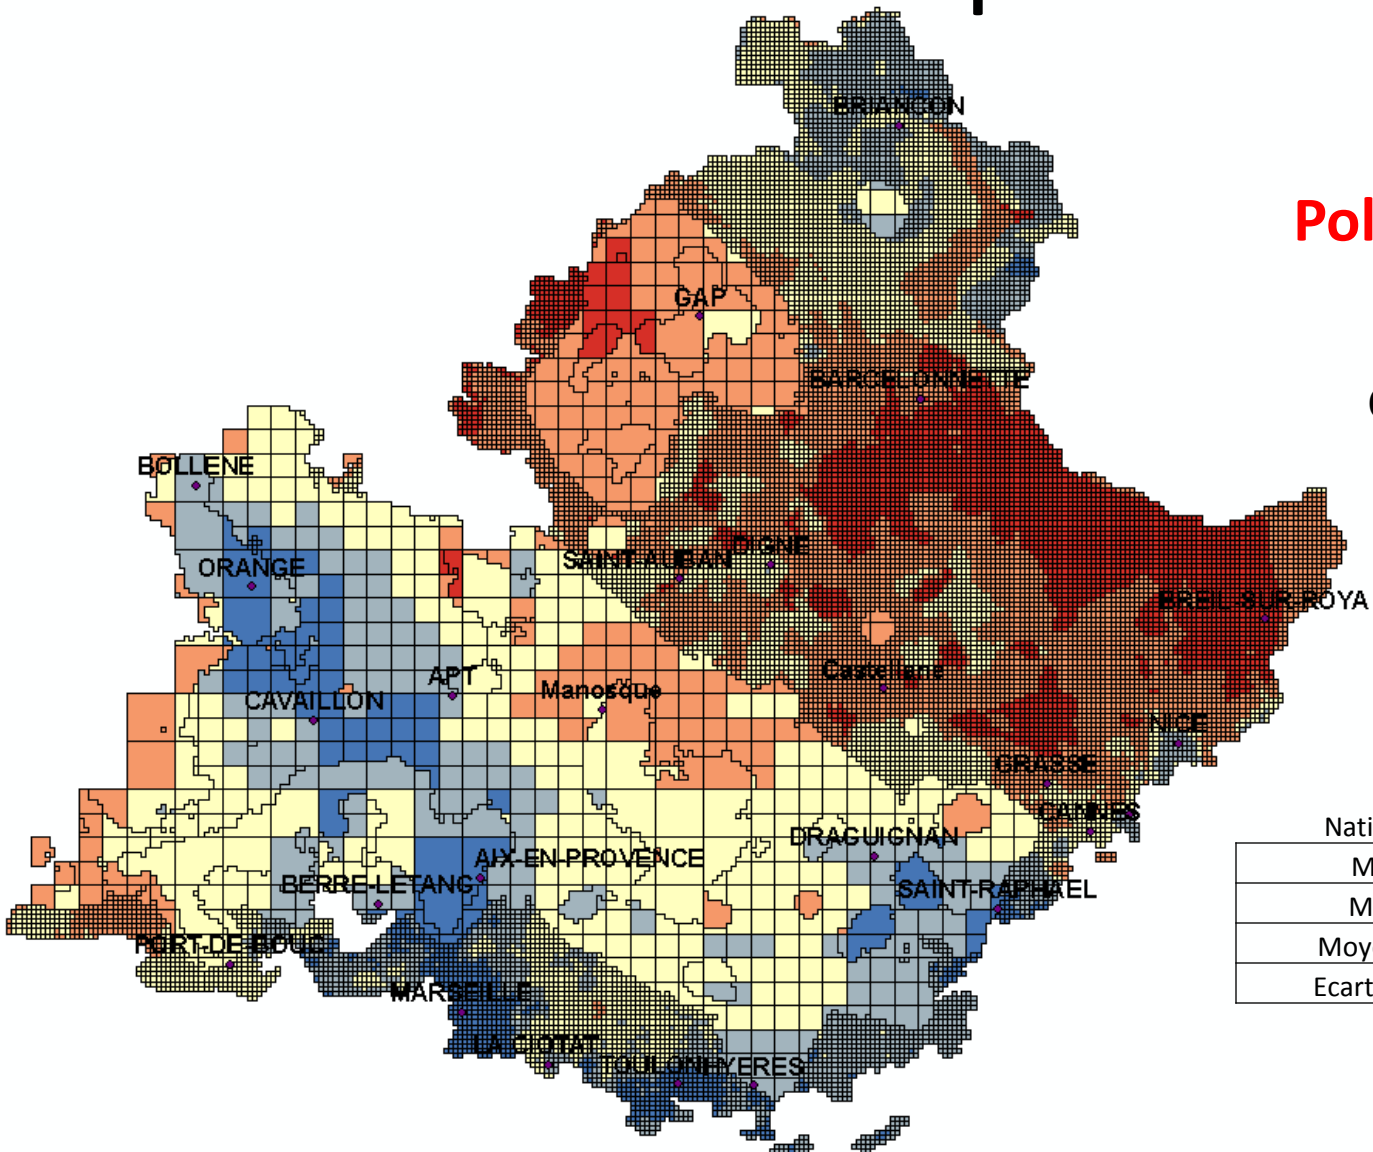 BRIANCON
Pol
GAP
BARCELONNETTE
BOLLENE
ORANGE
SAINT-AUBAN
DIGNE
BREIL-SUR-ROYA
APT
Manosque
Castellane
CAVAILLON
NICE
GRASSE
CANNES
Nati
DRAGUIGNAN
M
AIX-EN-PROVENCE
BERRE-LETANG
SAINT-RAPHAEL
M
PORT-DE-BOUC
Moy
Ecart
MARSEILLE
LA CIOTAT
TOULON
HYERES